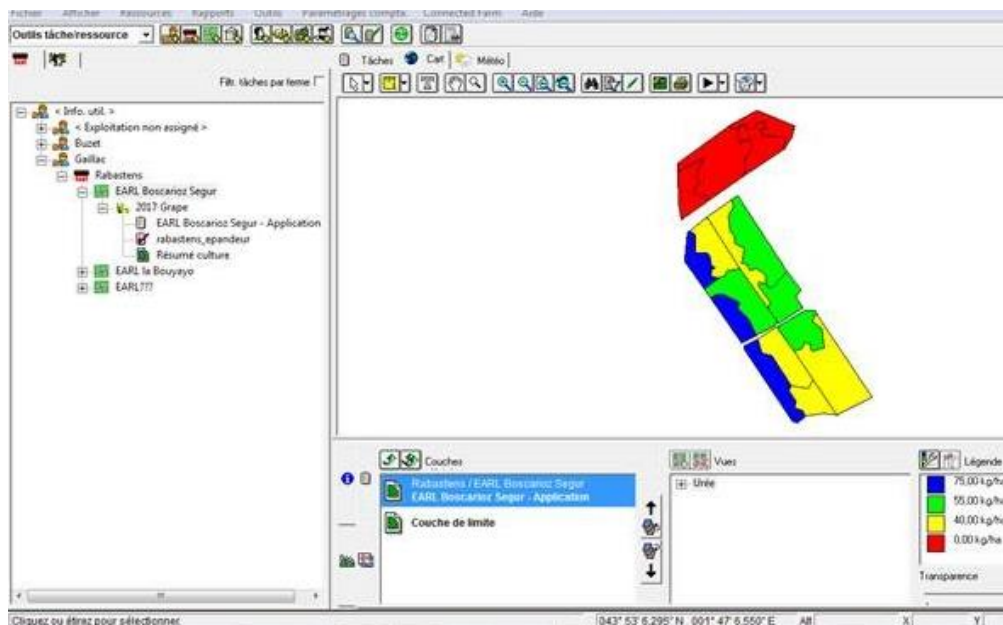 Fichier Afficher Ressources Rapports Outils Paramétrages compta. Connected Farm Aide
Outils tâche/ressource
Tâches Cart Météo
Filtr. tâches par ferme
< Info. util. >
< Exploitation non assigné >
Buzet
Gaillac
Rabastens
EARL Boscarioz Segur
2017 Grape
EARL Boscarioz Segur - Application
rabastens_epandeur
Résumé culture
EARL la Bouyayo
EARL???
Couches
Rabastens / EARL Boscarioz Segur
EARL Boscarioz Segur - Application
Couche de limite
Vues
Urée
Légende
75,00 kg/ha
55,00 kg/ha
40,00 kg/ha
0,00 kg/ha
Transparence
Cliquez ou étirez pour sélectionner.
043° 53' 6.295" N 001° 47' 6.550" E Alt X Y